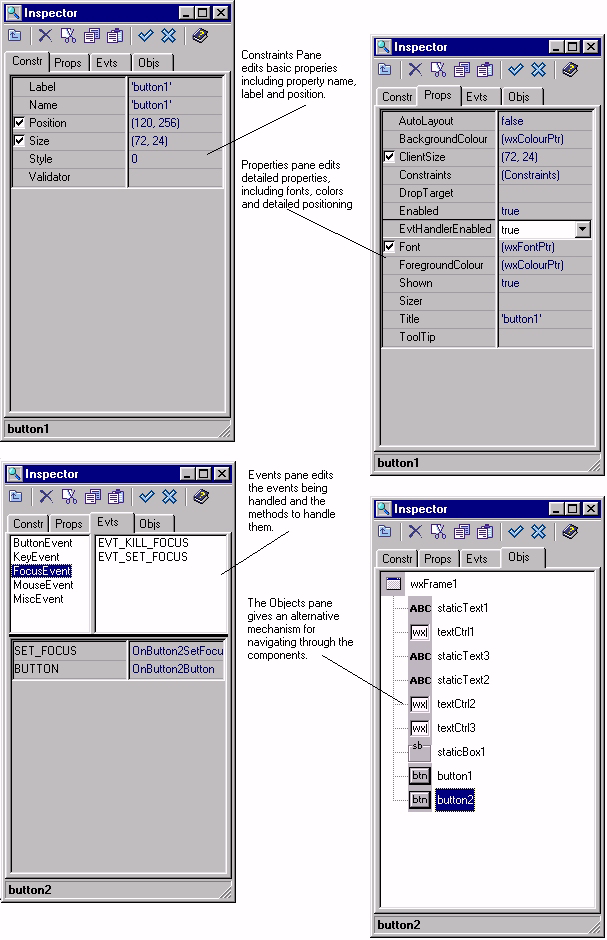 Inspector
Constr Props Evts Objs
Label 'button1'
Name 'button1'
Position (120, 256)
Size (72, 24)
Style 0
Validator
button1
Constraints Pane
edits basic properies
including property name,
label and position.
Properties pane edits
detailed properties,
including fonts, colors
and detailed positioning
Inspector
Constr Props Evts Objs
AutoLayout false
BackgroundColour (wxColourPtr)
ClientSize (72, 24)
Constraints (Constraints)
DropTarget
Enabled true
EvtHandlerEnabled true
Font (wxFontPtr)
ForegroundColour (wxColourPtr)
Shown true
Sizer
Title 'button1'
ToolTip
button1
Inspector
Constr Props Evts Objs
ButtonEvent
KeyEvent
FocusEvent
MouseEvent
MiscEvent
EVT_KILL_FOCUS
EVT_SET_FOCUS
SET_FOCUS OnButton2SetFocu
BUTTON OnButton2Button
button2
Events pane edits
the events being
handled and the
methods to handle
them.
The Objects pane
gives an alternative
mechanism for
navigating through the
components.
Inspector
Constr Props Evts Objs
wxFrame1
ABC staticText1
wx textCtrl1
ABC staticText3
ABC staticText2
wx textCtrl2
wx textCtrl3
sb staticBox1
btn button1
btn button2
button2